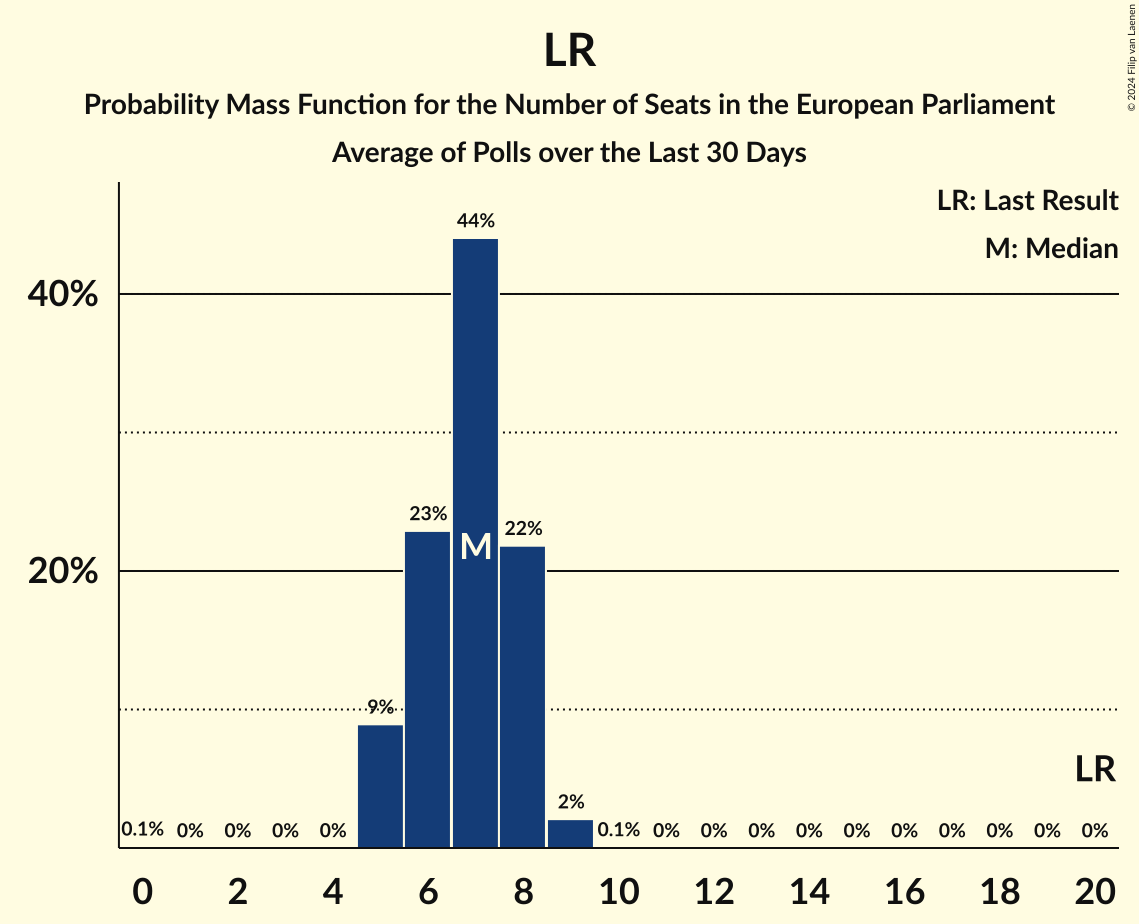 LR
Probability Mass Function for the Number of Seats in the European Parliament
Average of Polls over the Last 30 Days
© 2024 Filip van Laenen
LR: Last Result
M: Median
40%
20%
0.1% 0% 0% 0% 0% 9% 23% 44% 22% 2% 0.1% 0% 0% 0% 0% 0% 0% 0% 0% 0% 0%
M
LR
0 2 4 6 8 10 12 14 16 18 20